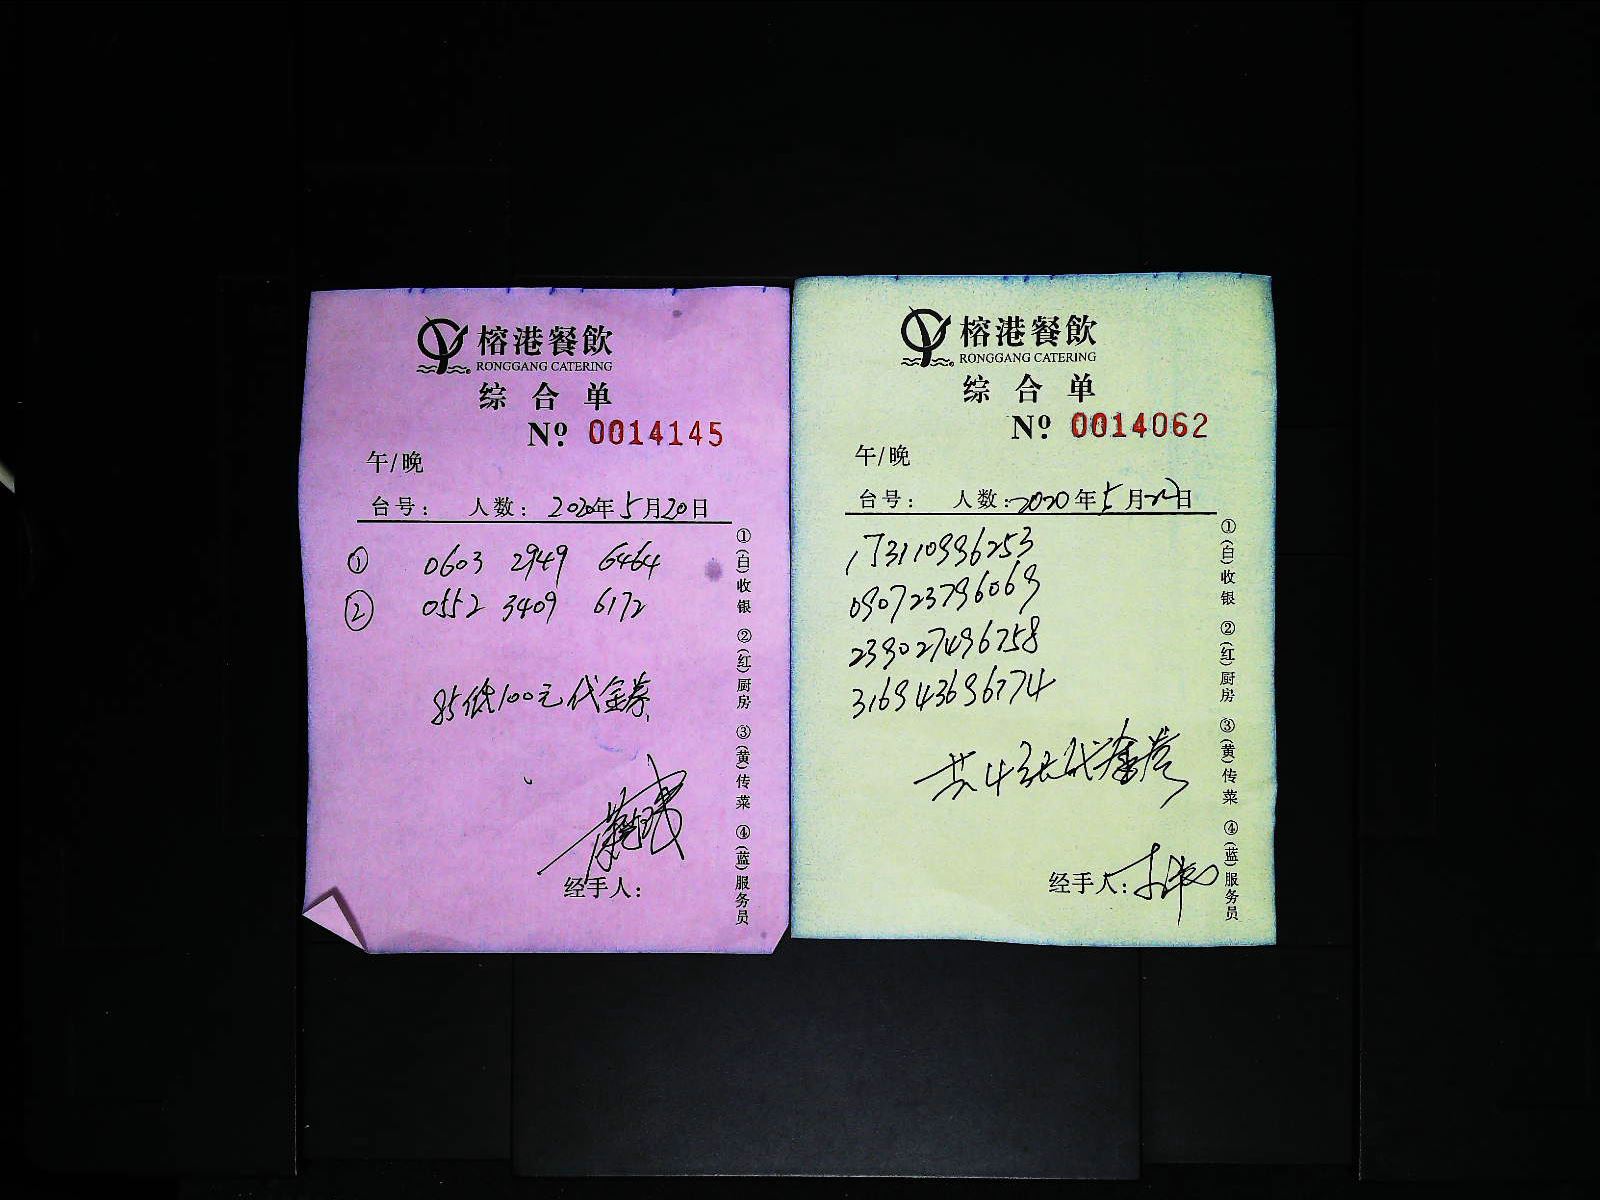 榕港餐飲
RONGGANG CATERING
综合单
Nº 0014145
午/晚
台号： 人数：2020年5月20日
① 0603 2949 6464
② 0552 3409 6172
85抵100元代金券
经手人：
①(白)收银 ②(红)厨房 ③(黄)传菜 ④(蓝)服务员
榕港餐飲
RONGGANG CATERING
综合单
Nº 0014062
午/晚
台号： 人数：2020年5月20日
173110996253
090723796069
239027496758
316943696774
共4张代金券
经手人：
①(白)收银 ②(红)厨房 ③(黄)传菜 ④(蓝)服务员